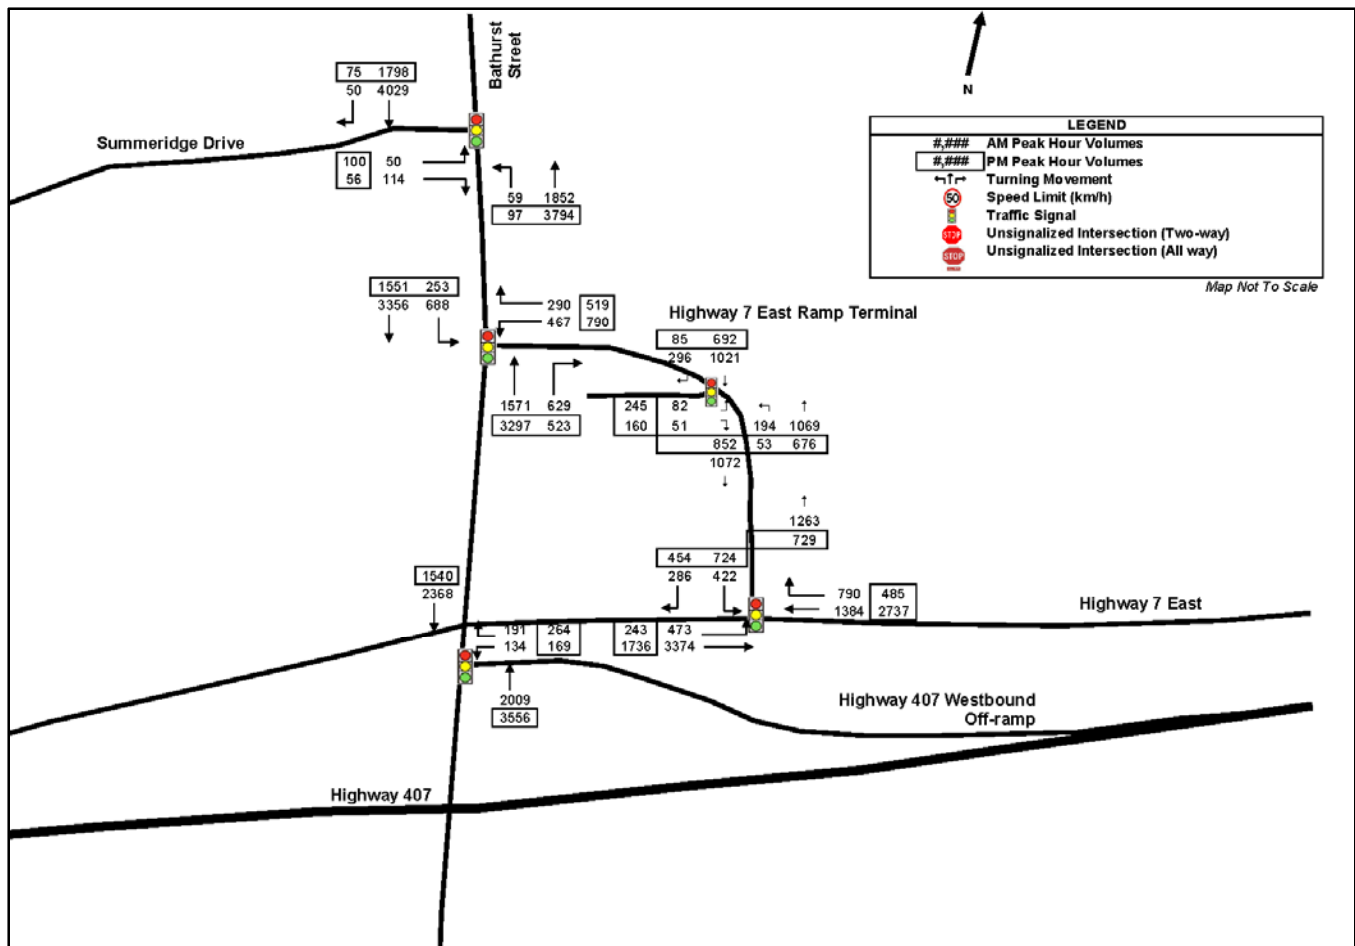 Bathurst
Street
N
75 1798
50 4029
Summeridge Drive
100 50
56 114
59 1852
97 3794
LEGEND
#,### AM Peak Hour Volumes
#,### PM Peak Hour Volumes
Turning Movement
50 Speed Limit (km/h)
Traffic Signal
STOP Unsignalized Intersection (Two-way)
STOP Unsignalized Intersection (All way)
Map Not To Scale
1551 253
3356 688
290 519
467 790
Highway 7 East Ramp Terminal
85 692
296 1021
1571 629
3297 523
245 82
160 51 194 1069
852 53 676
1072
1263
729
454 724
286 422
1540
2368
790 485
1384 2737
Highway 7 East
191 264 243 473
134 169 1736 3374
2009
3556
Highway 407 Westbound
Off-ramp
Highway 407